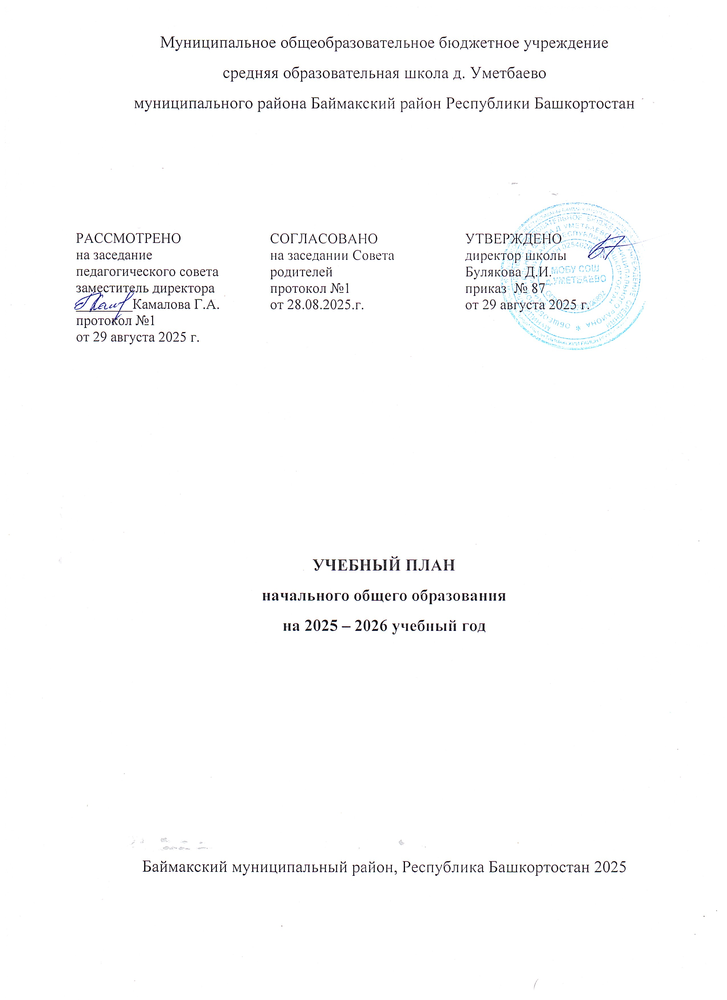 Муниципальное общеобразовательное бюджетное учреждение
средняя образовательная школа д. Уметбаево
муниципального района Баймакский район Республики Башкортостан
РАССМОТРЕНО
на заседание
педагогического совета
заместитель директора
Камалова Г.А.
протокол №1
от 29 августа 2025 г.
СОГЛАСОВАНО
на заседании Совета
родителей
протокол №1
от 28.08.2025.г.
УТВЕРЖДЕНО
директор школы
Булякова Д.И.
приказ № 87
от 29 августа 2025 г.
МОБУ СОШ
Д.УМЕТБАЕВО
УЧЕБНЫЙ ПЛАН
начального общего образования
на 2025 – 2026 учебный год
Баймакский муниципальный район, Республика Башкортостан 2025